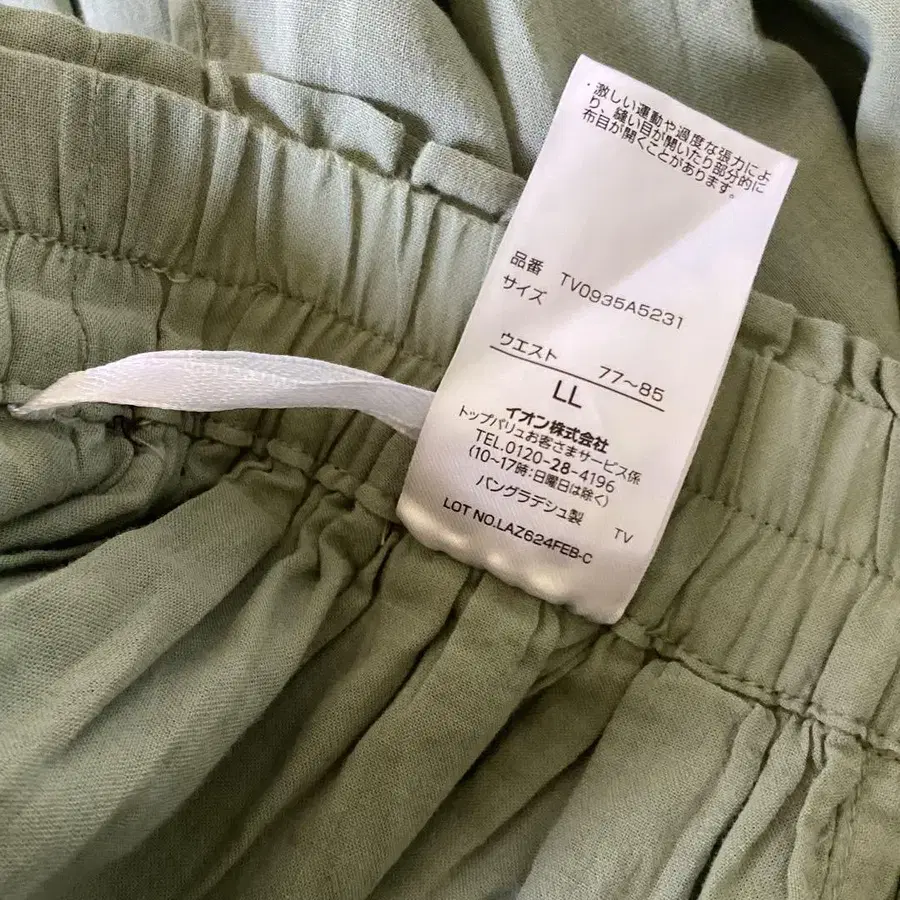 ・激しい運動や過度な張力によ
り、縫い目が開いたり部分的に
布目が開くことがあります。
品番 TV0935A5231
サイズ
ウエスト 77～85
LL
イオン株式会社
トップバリュお客さまサービス係
TEL.0120-28-4196
(10～17時:日曜日は除く)
バングラデシュ製 TV
LOT NO.LAZ624FEB-C